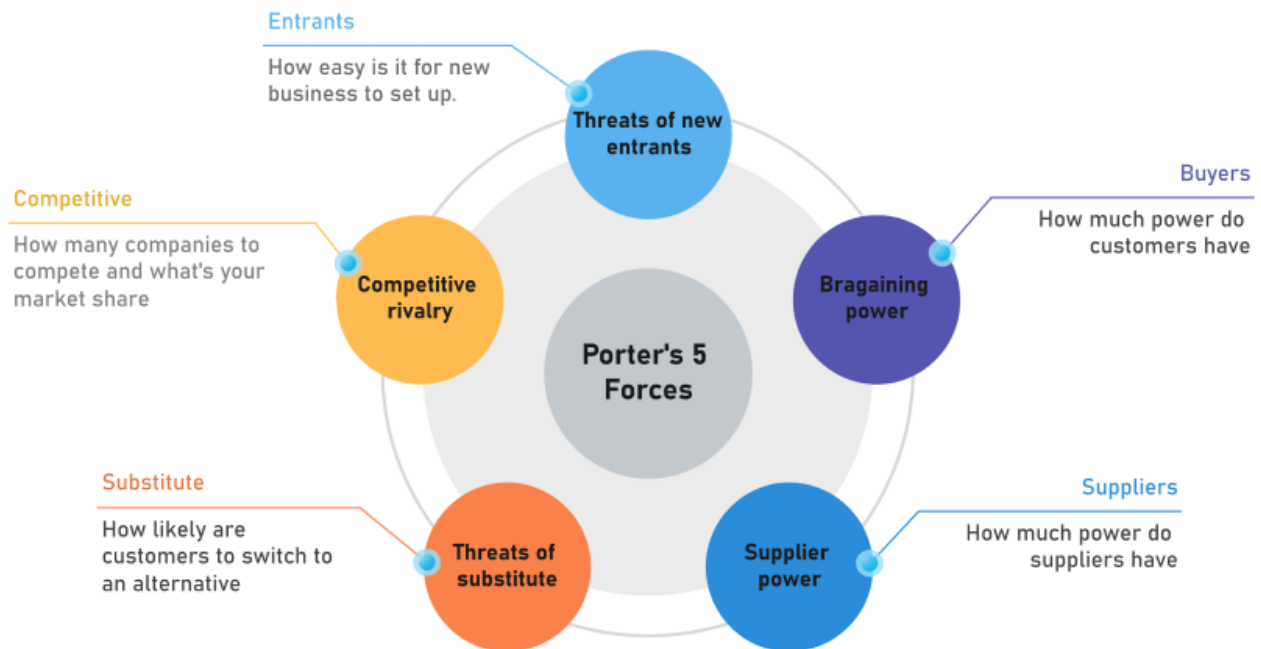 Entrants
How easy is it for new
business to set up.
Threats of new
entrants
Buyers
How much power do
customers have
Bragaining
power
Competitive
How many companies to
compete and what's your
market share
Competitive
rivalry
Porter's 5
Forces
Substitute
How likely are
customers to switch to
an alternative
Threats of
substitute
Suppliers
How much power do
suppliers have
Supplier
power